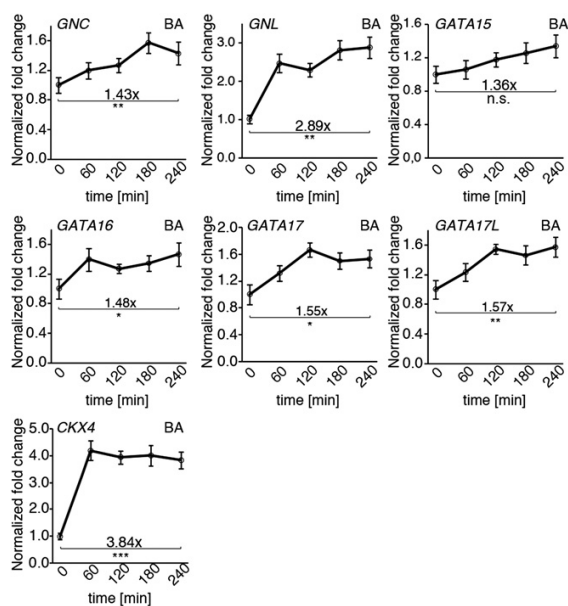 GNC BA
Normalized fold change
1.6
1.2
0.8
0.4
0.0
1.43x
**
0 60 120 180 240
time [min]
GNL BA
Normalized fold change
3.0
2.0
1.0
0.0
2.89x
**
0 60 120 180 240
time [min]
GATA15 BA
Normalized fold change
1.6
1.2
0.8
0.4
0.0
1.36x
n.s.
0 60 120 180 240
time [min]
GATA16 BA
Normalized fold change
1.6
1.2
0.8
0.4
0.0
1.48x
*
0 60 120 180 240
time [min]
GATA17 BA
Normalized fold change
2.0
1.6
1.2
0.8
0.4
0.0
1.55x
*
0 60 120 180 240
time [min]
GATA17L BA
Normalized fold change
1.6
1.2
0.8
0.4
0.0
1.57x
**
0 60 120 180 240
time [min]
CKX4 BA
Normalized fold change
5.0
4.0
3.0
2.0
1.0
0.0
3.84x
***
0 60 120 180 240
time [min]